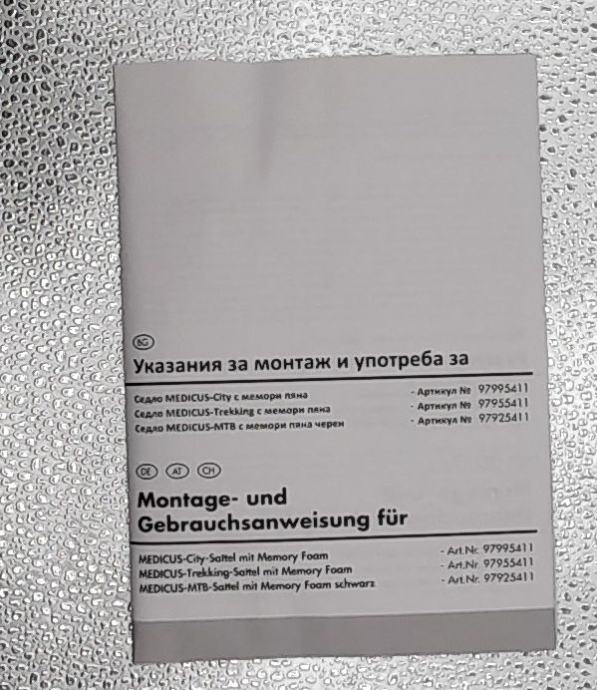 BG
Указания за монтаж и употреба за
Седло MEDICUS-City с мемори пяна - Артикул № 97995411
Седло MEDICUS-Trekking с мемори пяна - Артикул № 97955411
Седло MEDICUS-MTB с мемори пяна черен - Артикул № 97925411
DE AT CH
Montage- und
Gebrauchsanweisung für
MEDICUS-City-Sattel mit Memory Foam - Art.Nr. 97995411
MEDICUS-Trekking-Sattel mit Memory Foam - Art.Nr. 97955411
MEDICUS-MTB-Sattel mit Memory Foam schwarz - Art.Nr. 97925411